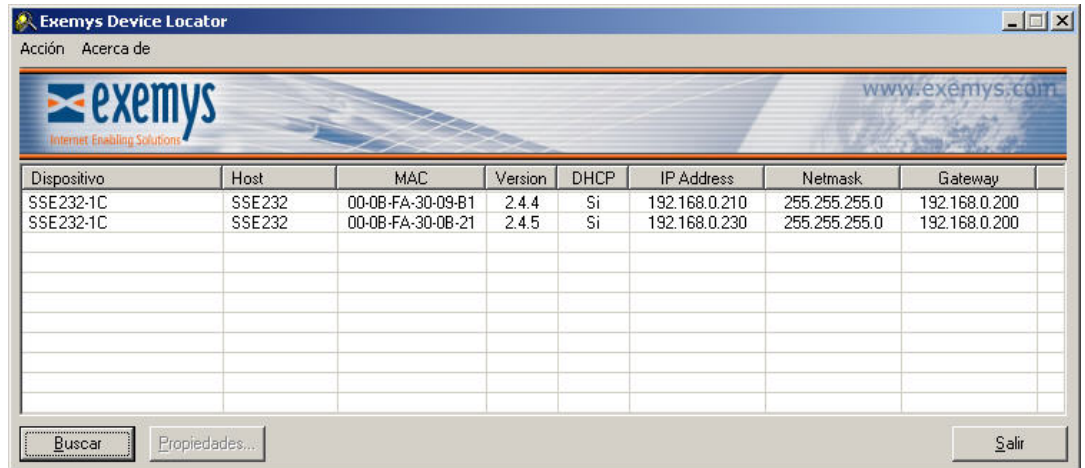 Exemys Device Locator
Acción Acerca de
exemys
Internet Enabling Solutions
www.exemys.com
Dispositivo Host MAC Version DHCP IP Address Netmask Gateway
SSE232-1C SSE232 00-0B-FA-30-09-B1 2.4.4 Si 192.168.0.210 255.255.255.0 192.168.0.200
SSE232-1C SSE232 00-0B-FA-30-0B-21 2.4.5 Si 192.168.0.230 255.255.255.0 192.168.0.200
Buscar Propiedades... Salir